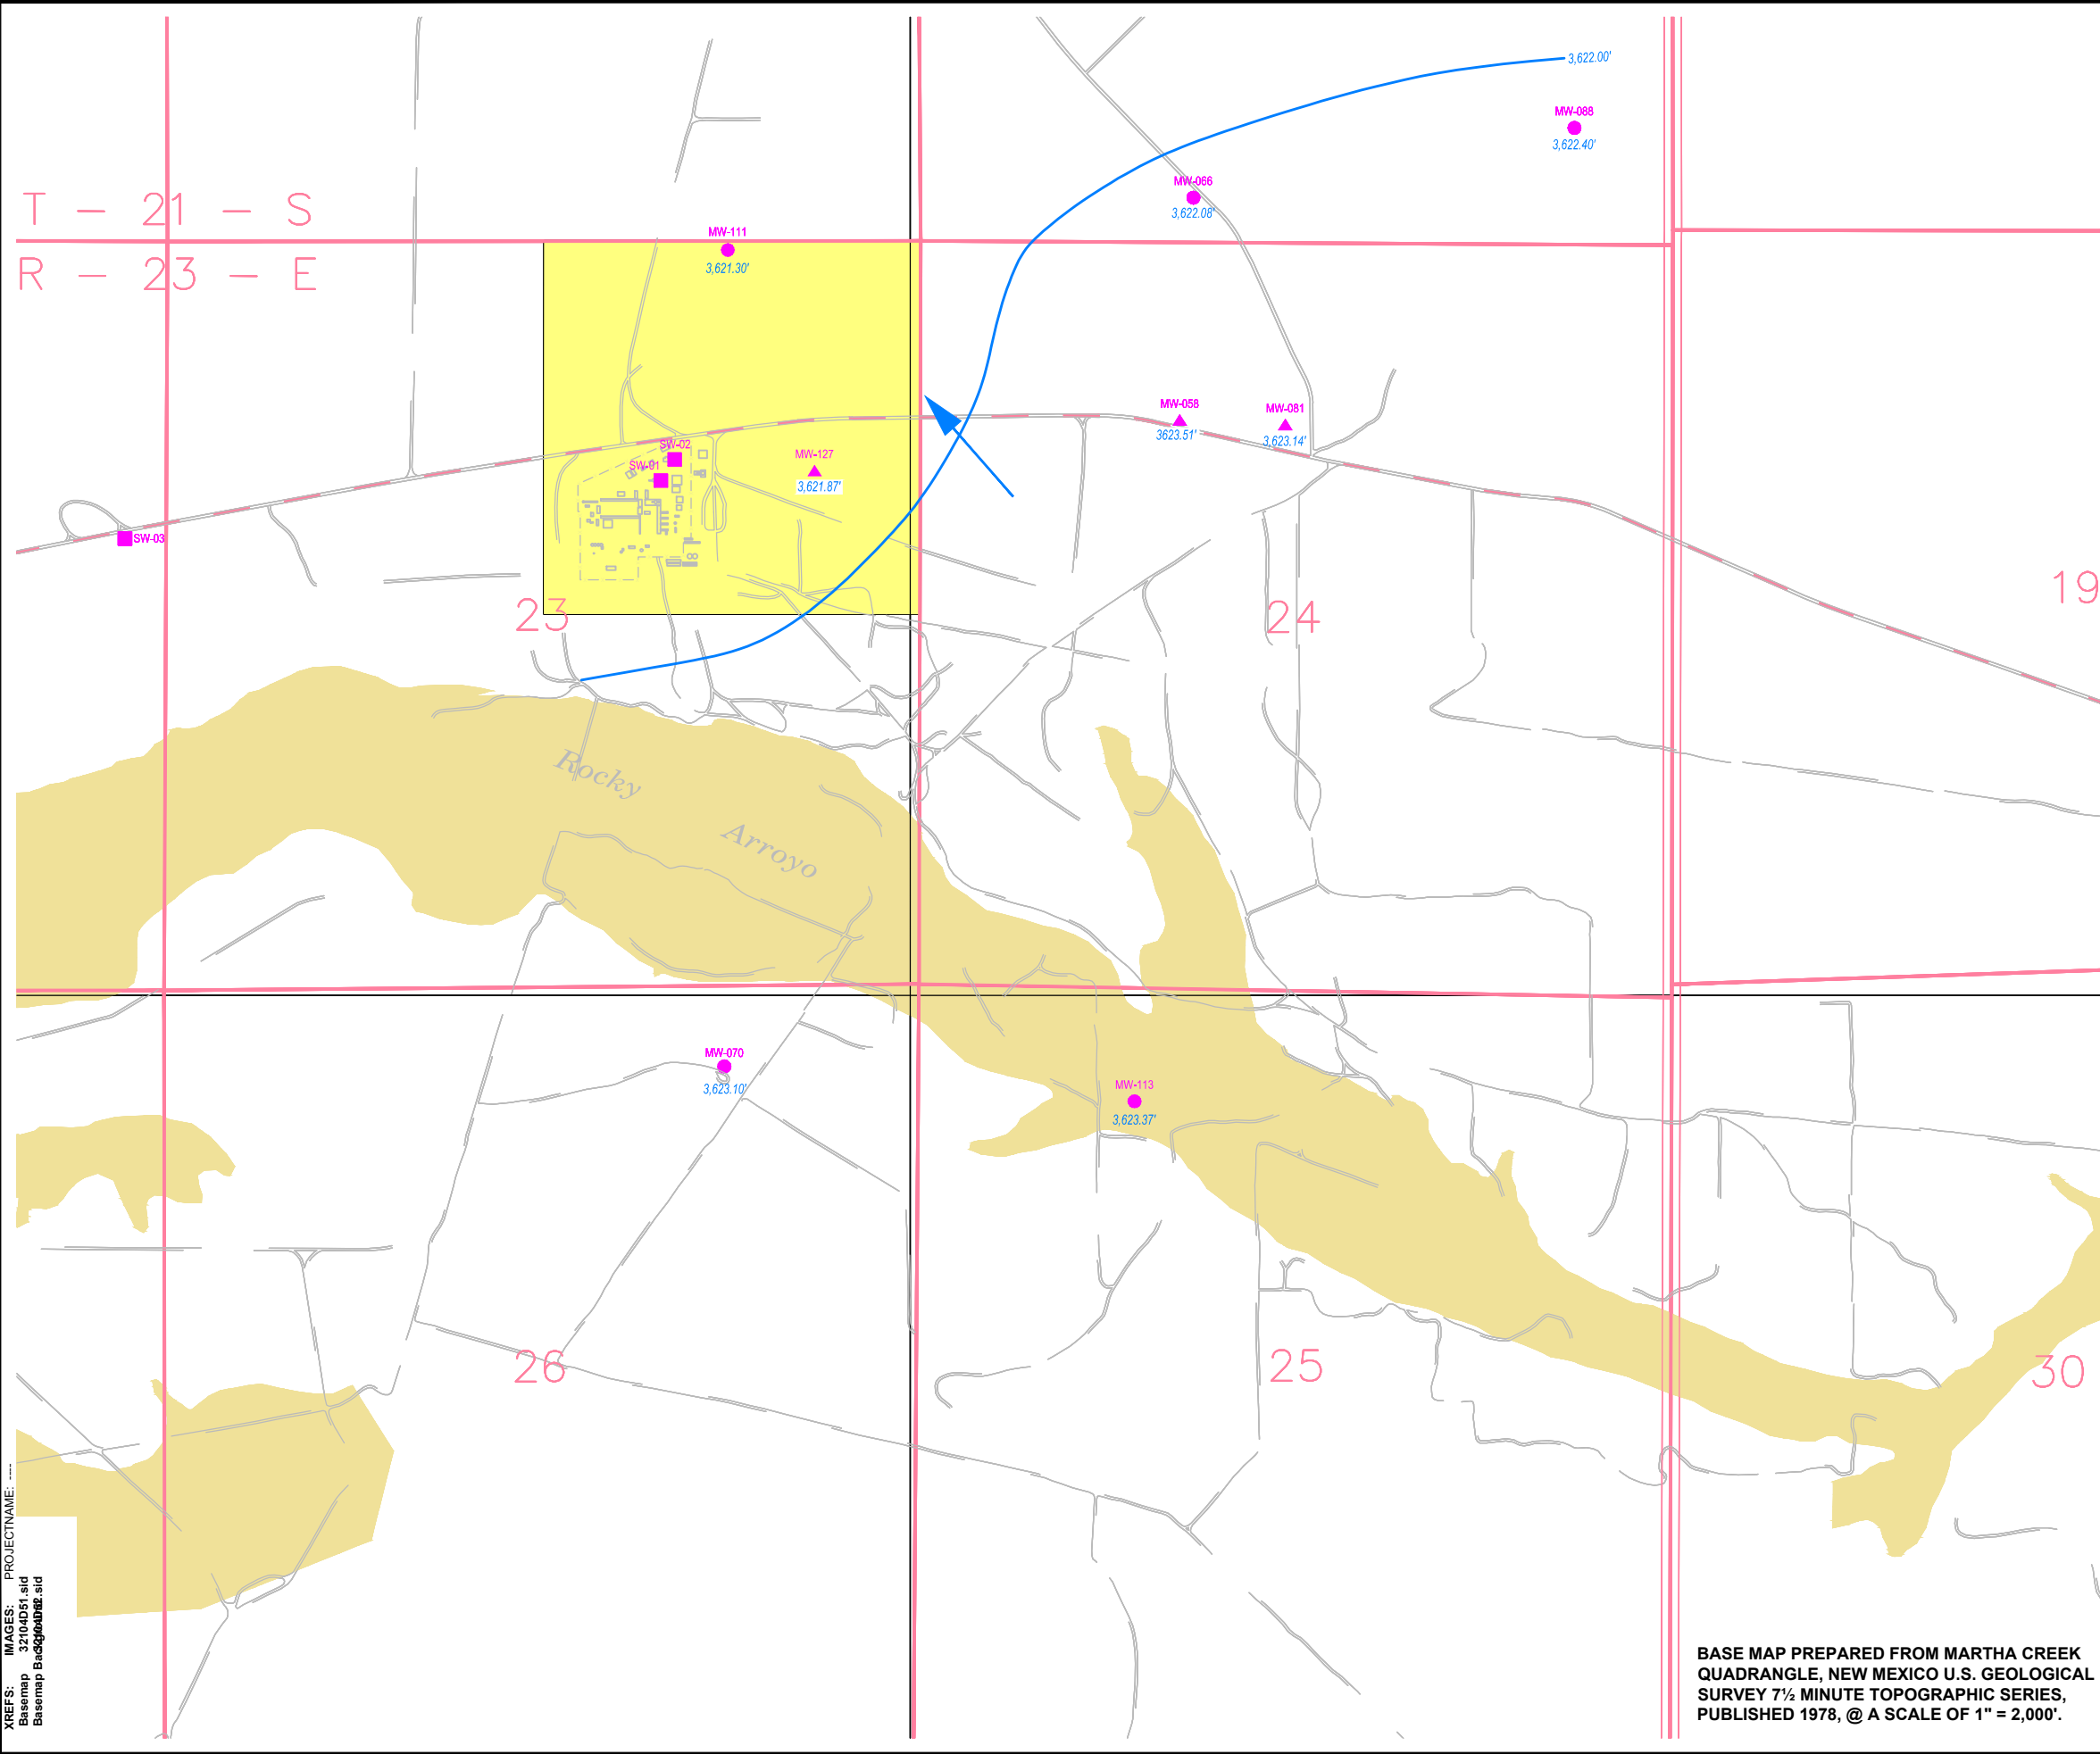 3,622.00'
MW-088
3,622.40'
MW-066
3,622.08'
T - 21 - S
R - 23 - E
MW-111
3,621.30'
MW-058
3623.51'
MW-081
3,623.14'
SW-02
SW-01
MW-127
3,621.87'
SW-03
23
24
19
Rocky
Arroyo
MW-070
3,623.10'
MW-113
3,623.37'
26
25
30
XREFS:
Basemap
Basemap
IMAGES:
32104D51.sid
PROJECTNAME: ----
BASE MAP PREPARED FROM MARTHA CREEK
QUADRANGLE, NEW MEXICO U.S. GEOLOGICAL
SURVEY 7½ MINUTE TOPOGRAPHIC SERIES,
PUBLISHED 1978, @ A SCALE OF 1" = 2,000'.